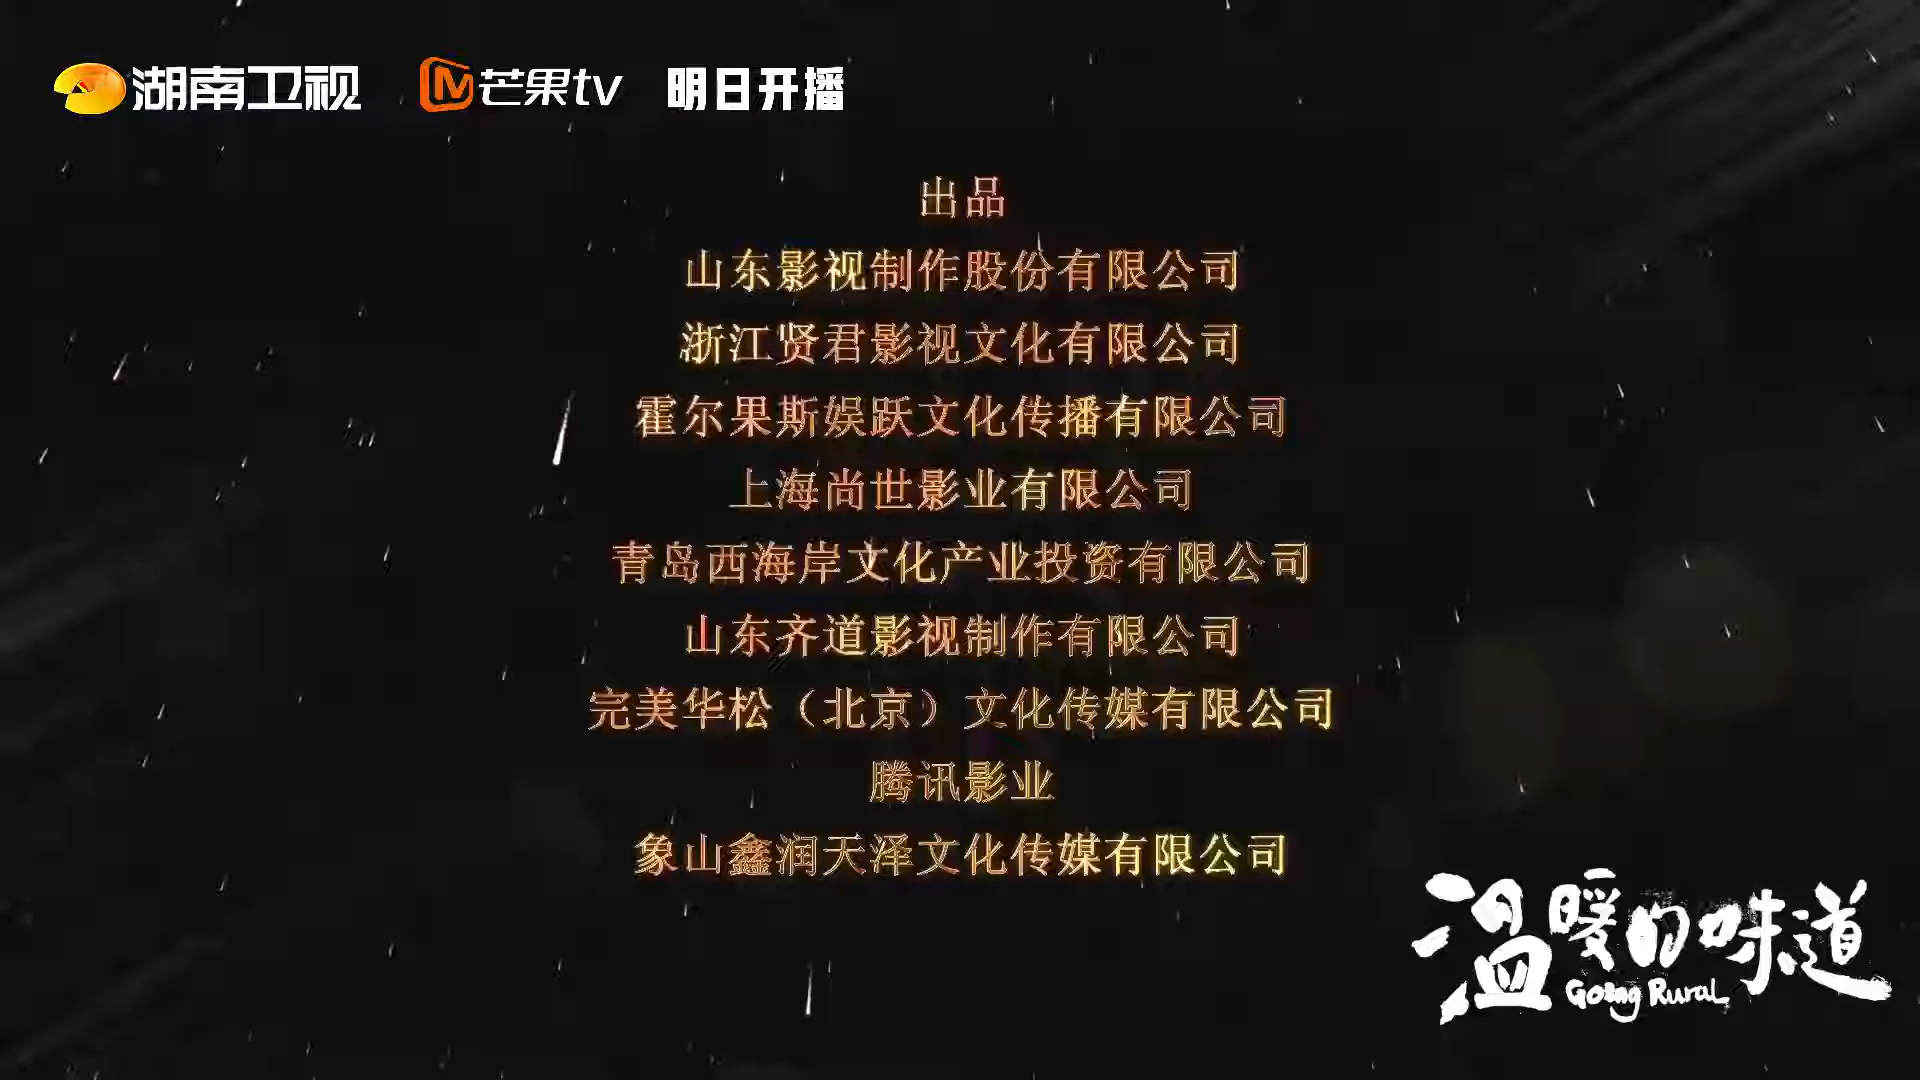 湖南卫视 芒果tv 明日开播
出品
山东影视制作股份有限公司
浙江贤君影视文化有限公司
霍尔果斯娱跃文化传播有限公司
上海尚世影业有限公司
青岛西海岸文化产业投资有限公司
山东齐道影视制作有限公司
完美华松（北京）文化传媒有限公司
腾讯影业
象山鑫润天泽文化传媒有限公司
温暖的味道
Going Rural